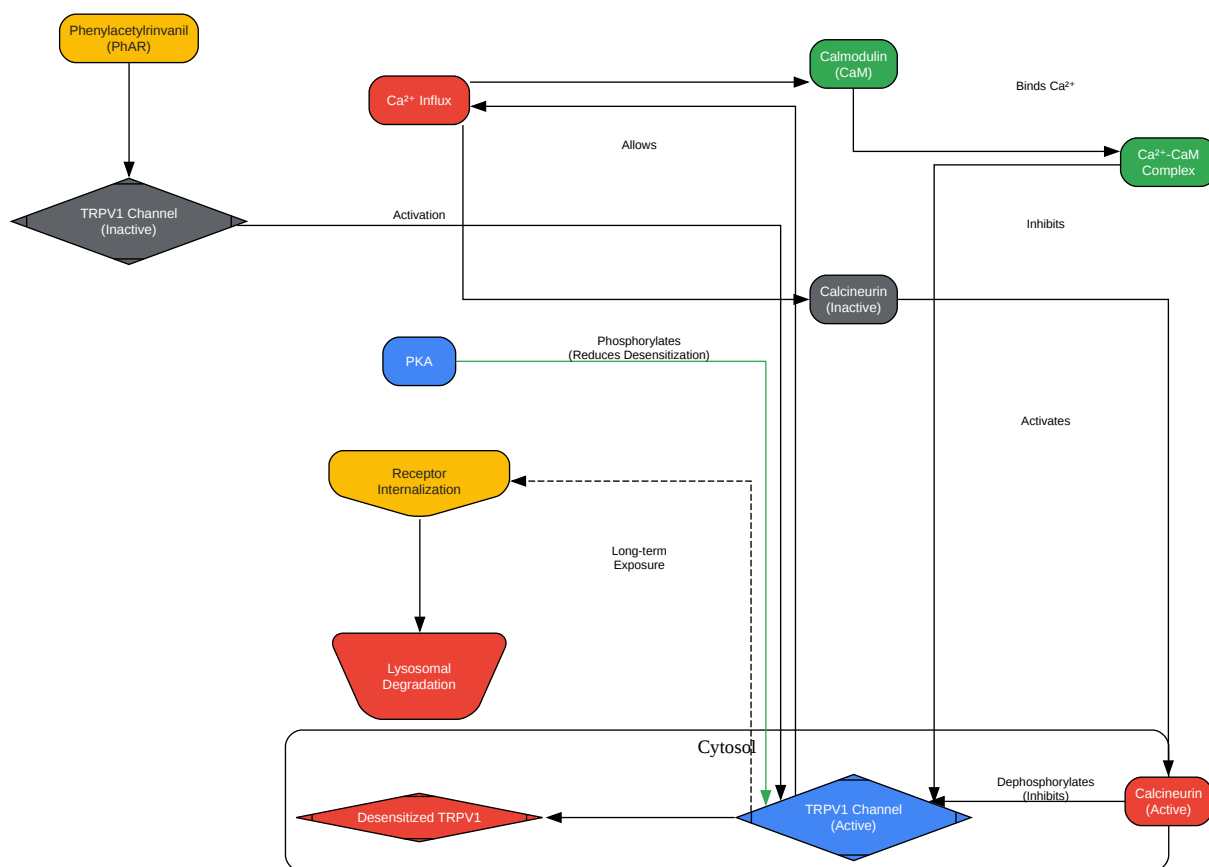 Phenylacetylrinvanil
(PhAR)
Calmodulin
(CaM)
Binds Ca²⁺
Ca²⁺ Influx
Allows
Ca²⁺-CaM
Complex
TRPV1 Channel
(Inactive)
Activation
Inhibits
Calcineurin
(Inactive)
Phosphorylates
(Reduces Desensitization)
PKA
Activates
Receptor
Internalization
Long-term
Exposure
Lysosomal
Degradation
Cytosol
Desensitized TRPV1
TRPV1 Channel
(Active)
Dephosphorylates
(Inhibits)
Calcineurin
(Active)